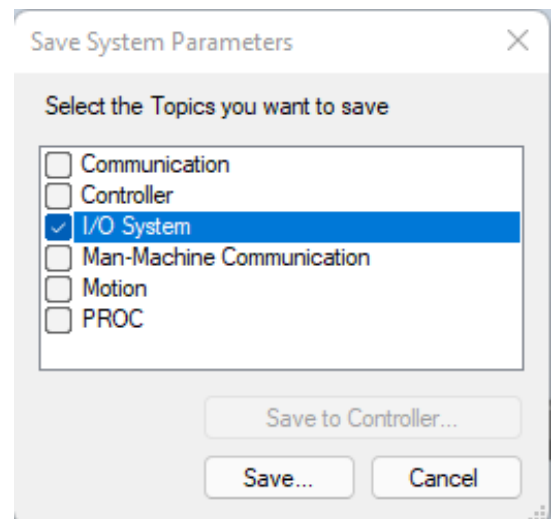 Save System Parameters
Select the Topics you want to save
Communication
Controller
I/O System
Man-Machine Communication
Motion
PROC
Save to Controller...
Save... Cancel